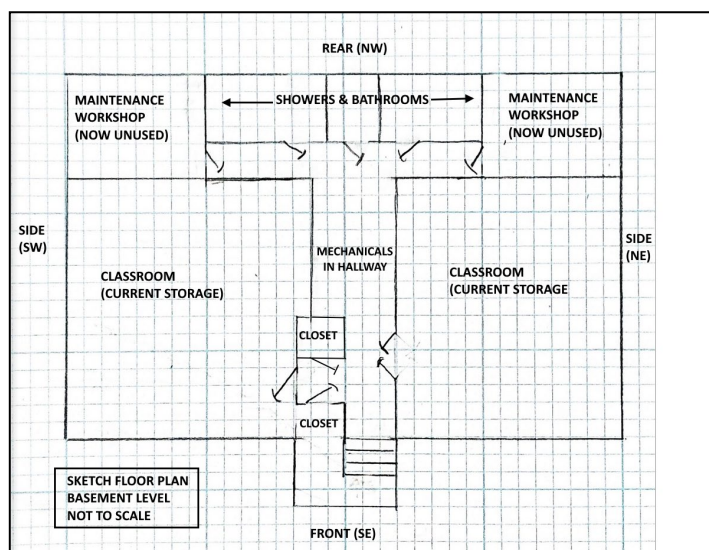 REAR (NW)
MAINTENANCE
WORKSHOP
(NOW UNUSED)
SHOWERS & BATHROOMS
MAINTENANCE
WORKSHOP
(NOW UNUSED)
SIDE
(SW)
MECHANICALS
IN HALLWAY
SIDE
(NE)
CLASSROOM
(CURRENT STORAGE)
CLASSROOM
(CURRENT STORAGE
CLOSET
CLOSET
SKETCH FLOOR PLAN
BASEMENT LEVEL
NOT TO SCALE
FRONT (SE)